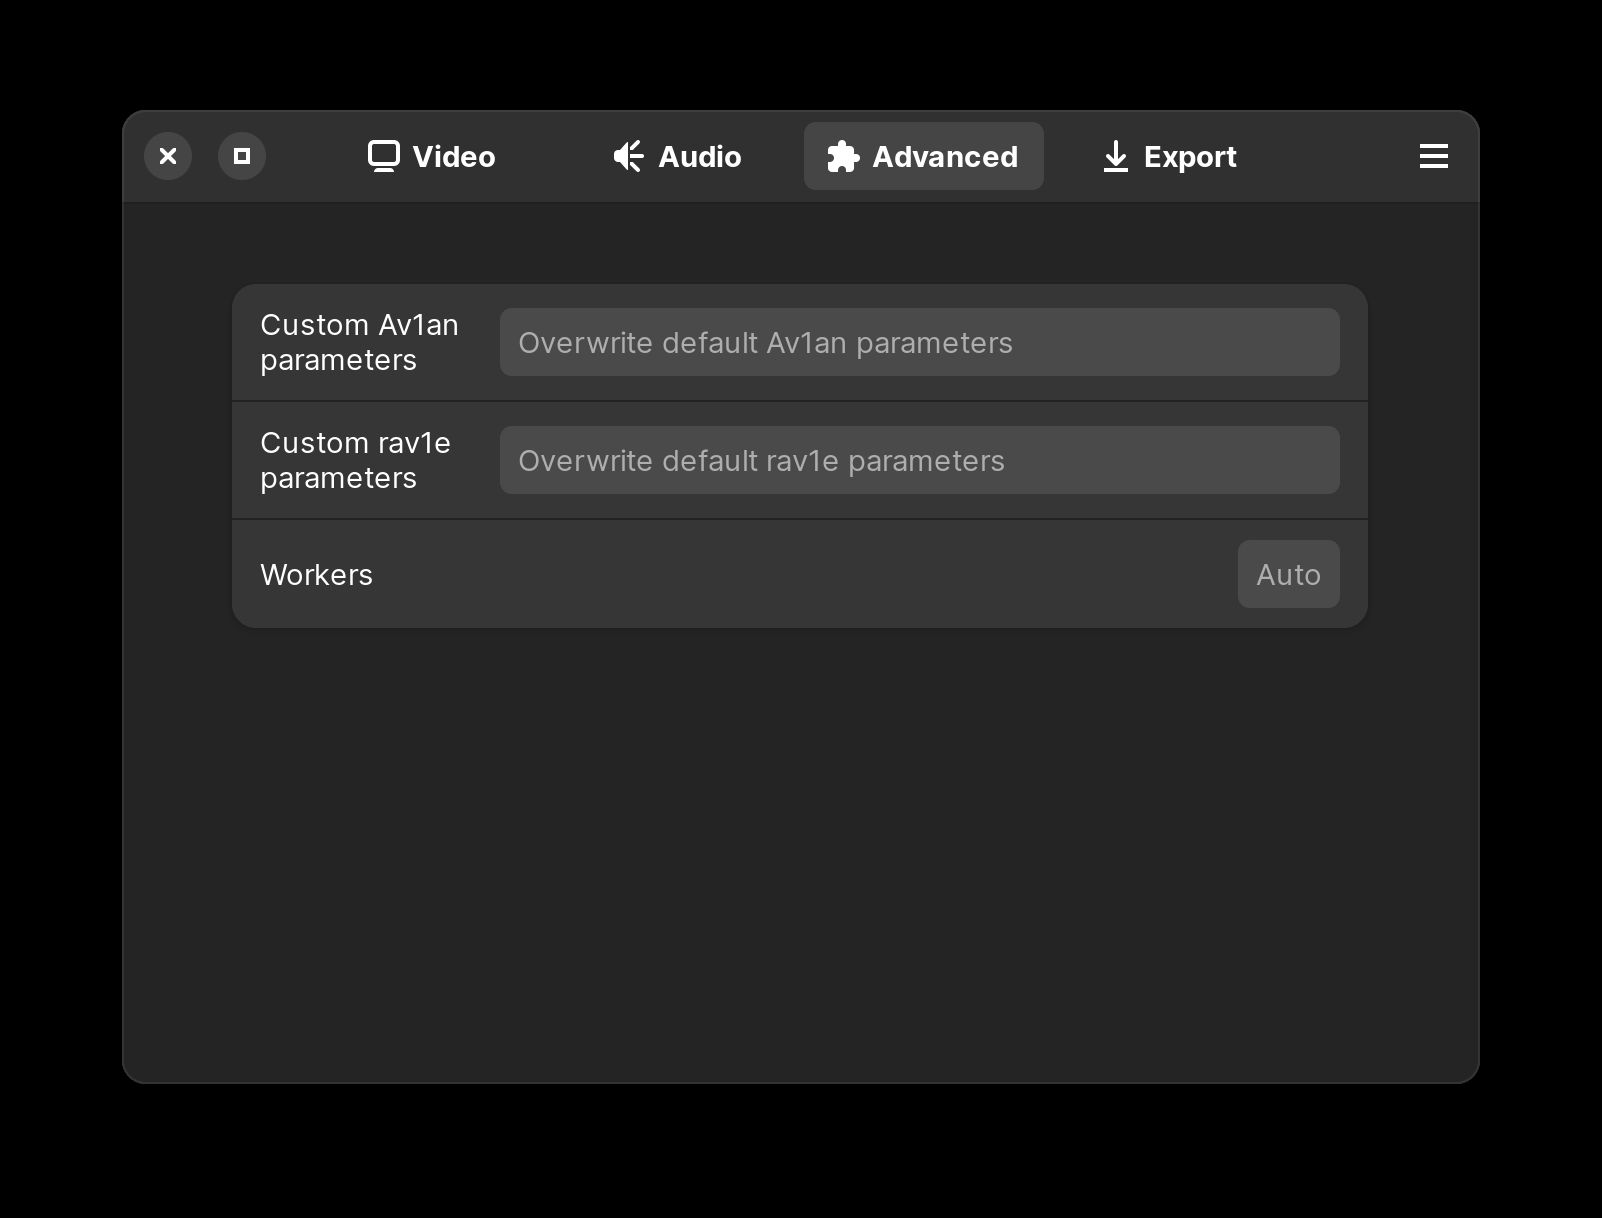 Video
Audio
Advanced
Export
Custom Av1an
parameters
Overwrite default Av1an parameters
Custom rav1e
parameters
Overwrite default rav1e parameters
Workers
Auto